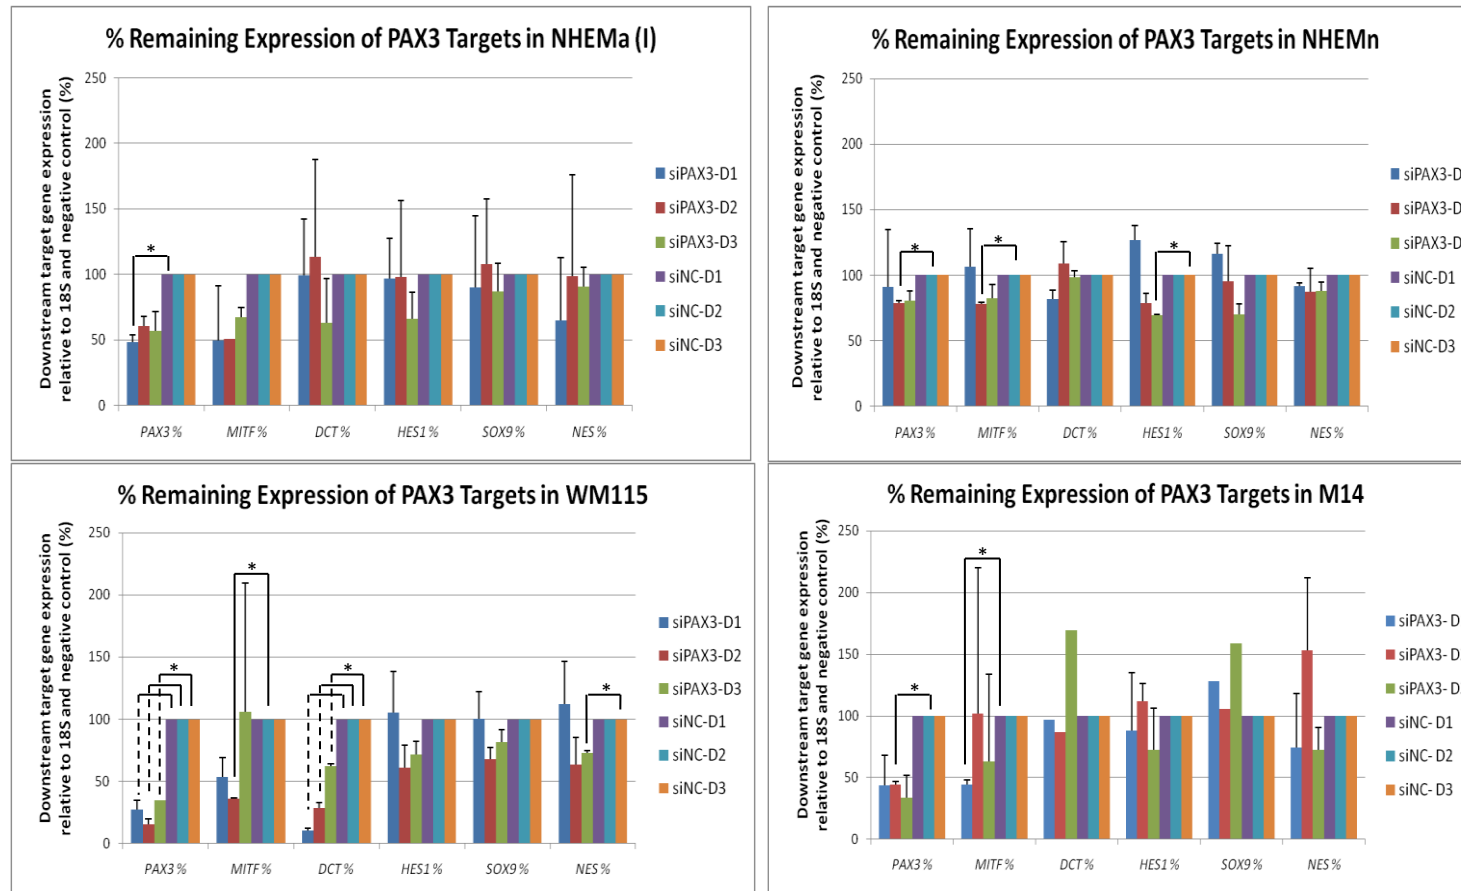 % Remaining Expression of PAX3 Targets in NHEMa (I)
Downstream target gene expression
relative to 18S and negative control (%)
250
200
150
100
50
0
*
PAX3 %
MITF %
DCT %
HES1 %
SOX9 %
NES %
siPAX3-D1
siPAX3-D2
siPAX3-D3
siNC-D1
siNC-D2
siNC-D3
% Remaining Expression of PAX3 Targets in NHEMn
Downstream target gene expression
relative to 18S and negative control (%)
250
200
150
100
50
0
*
*
*
PAX3 %
MITF %
DCT %
HES1 %
SOX9 %
NES %
siPAX3-D
siPAX3-D
siPAX3-D
siNC-D1
siNC-D2
siNC-D3
% Remaining Expression of PAX3 Targets in WM115
Downstream target gene expression
relative to 18S and negative control (%)
250
200
150
100
50
0
*
*
*
*
PAX3 %
MITF %
DCT %
HES1 %
SOX9 %
NES %
siPAX3-D1
siPAX3-D2
siPAX3-D3
siNC-D1
siNC-D2
siNC-D3
% Remaining Expression of PAX3 Targets in M14
Downstream target gene expression
relative to 18S and negative control (%)
250
200
150
100
50
0
*
*
PAX3 %
MITF %
DCT %
HES1 %
SOX9 %
NES %
siPAX3- D
siPAX3- D
siPAX3- D
siNC- D1
siNC- D2
siNC- D3